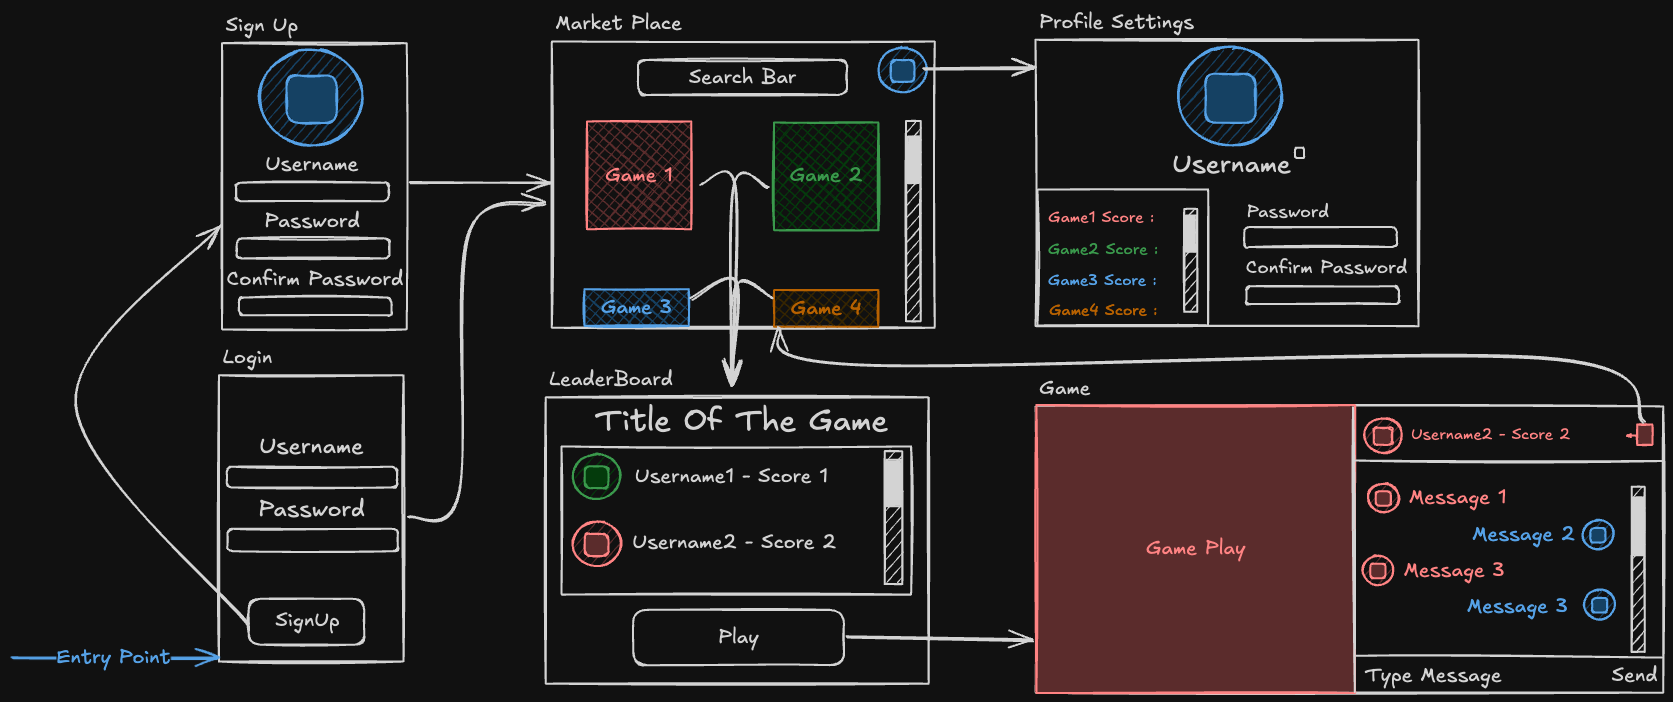 Sign Up
Username
Password
Confirm Password
Login
Username
Password
SignUp
Entry Point
Market Place
Search Bar
Game 1
Game 2
Game 3
Game 4
LeaderBoard
Title Of The Game
Username1 - Score 1
Username2 - Score 2
Play
Profile Settings
Username
Game1 Score :
Game2 Score :
Game3 Score :
Game4 Score :
Password
Confirm Password
Game
Game Play
Username2 - Score 2
Message 1
Message 2
Message 3
Message 3
Type Message
Send